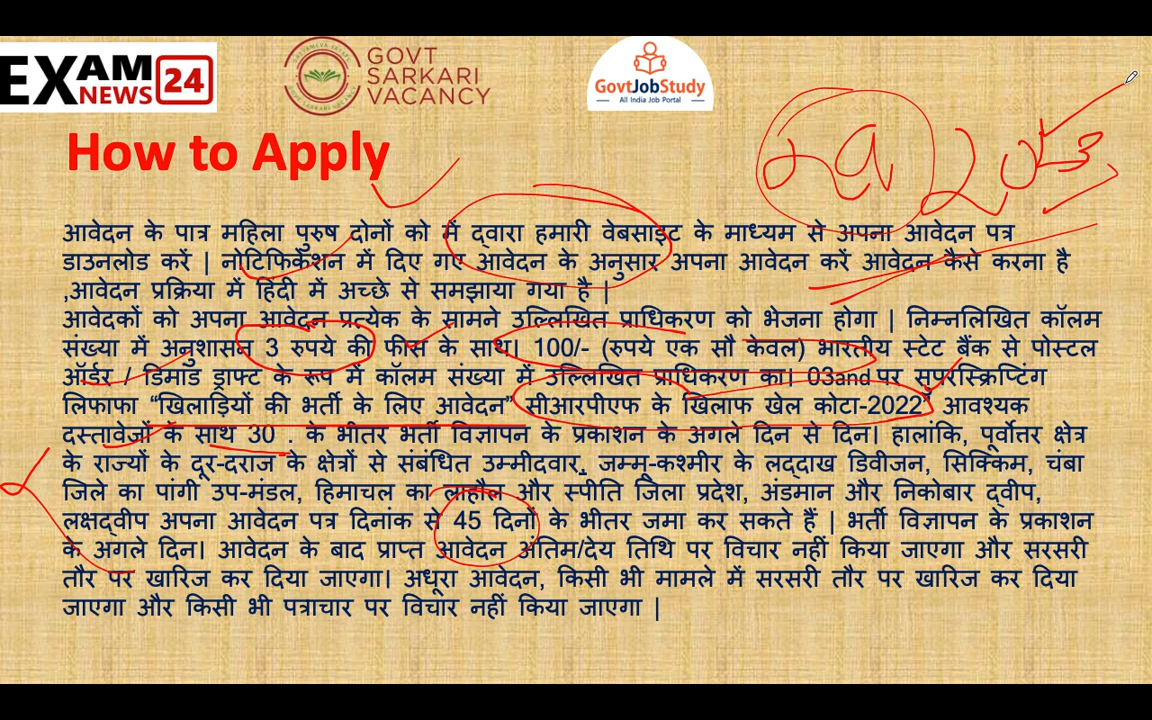 EXAM NEWS 24
GOVT SARKARI VACANCY
GovtJobStudy
All India Job Portal
How to Apply
2023
आवेदन के पात्र महिला पुरुष दोनों को में द्वारा हमारी वेबसाइट के माध्यम से अपना आवेदन पत्र
डाउनलोड करें | नोटिफिकेशन में दिए गए आवेदन के अनुसार अपना आवेदन करें आवेदन कैसे करना है
,आवेदन प्रक्रिया में हिंदी में अच्छे से समझाया गया है |
आवेदकों को अपना आवेदन प्रत्येक के सामने उल्लिखित प्राधिकरण को भेजना होगा | निम्नलिखित कॉलम
संख्या में अनुशासन 3 रुपये की फीस के साथ। 100/- (रुपये एक सौ केवल) भारतीय स्टेट बैंक से पोस्टल
ऑर्डर / डिमांड ड्राफ्ट के रूप में कॉलम संख्या में उल्लिखित प्राधिकरण का। 03and पर सुपरस्क्रिप्टिंग
लिफाफा “खिलाड़ियों की भर्ती के लिए आवेदन” सीआरपीएफ के खिलाफ खेल कोटा-2022” आवश्यक
दस्तावेजों के साथ 30 . के भीतर भर्ती विज्ञापन के प्रकाशन के अगले दिन से दिन। हालांकि, पूर्वोत्तर क्षेत्र
के राज्यों के दूर-दराज के क्षेत्रों से संबंधित उम्मीदवार, जम्मू-कश्मीर के लद्दाख डिवीजन, सिक्किम, चंबा
जिले का पांगी उप-मंडल, हिमाचल का लाहौल और स्पीति जिला प्रदेश, अंडमान और निकोबार द्वीप,
लक्षद्वीप अपना आवेदन पत्र दिनांक से 45 दिनों के भीतर जमा कर सकते हैं | भर्ती विज्ञापन के प्रकाशन
के अगले दिन। आवेदन के बाद प्राप्त आवेदन अंतिम/देय तिथि पर विचार नहीं किया जाएगा और सरसरी
तौर पर खारिज कर दिया जाएगा। अधूरा आवेदन, किसी भी मामले में सरसरी तौर पर खारिज कर दिया
जाएगा और किसी भी पत्राचार पर विचार नहीं किया जाएगा |